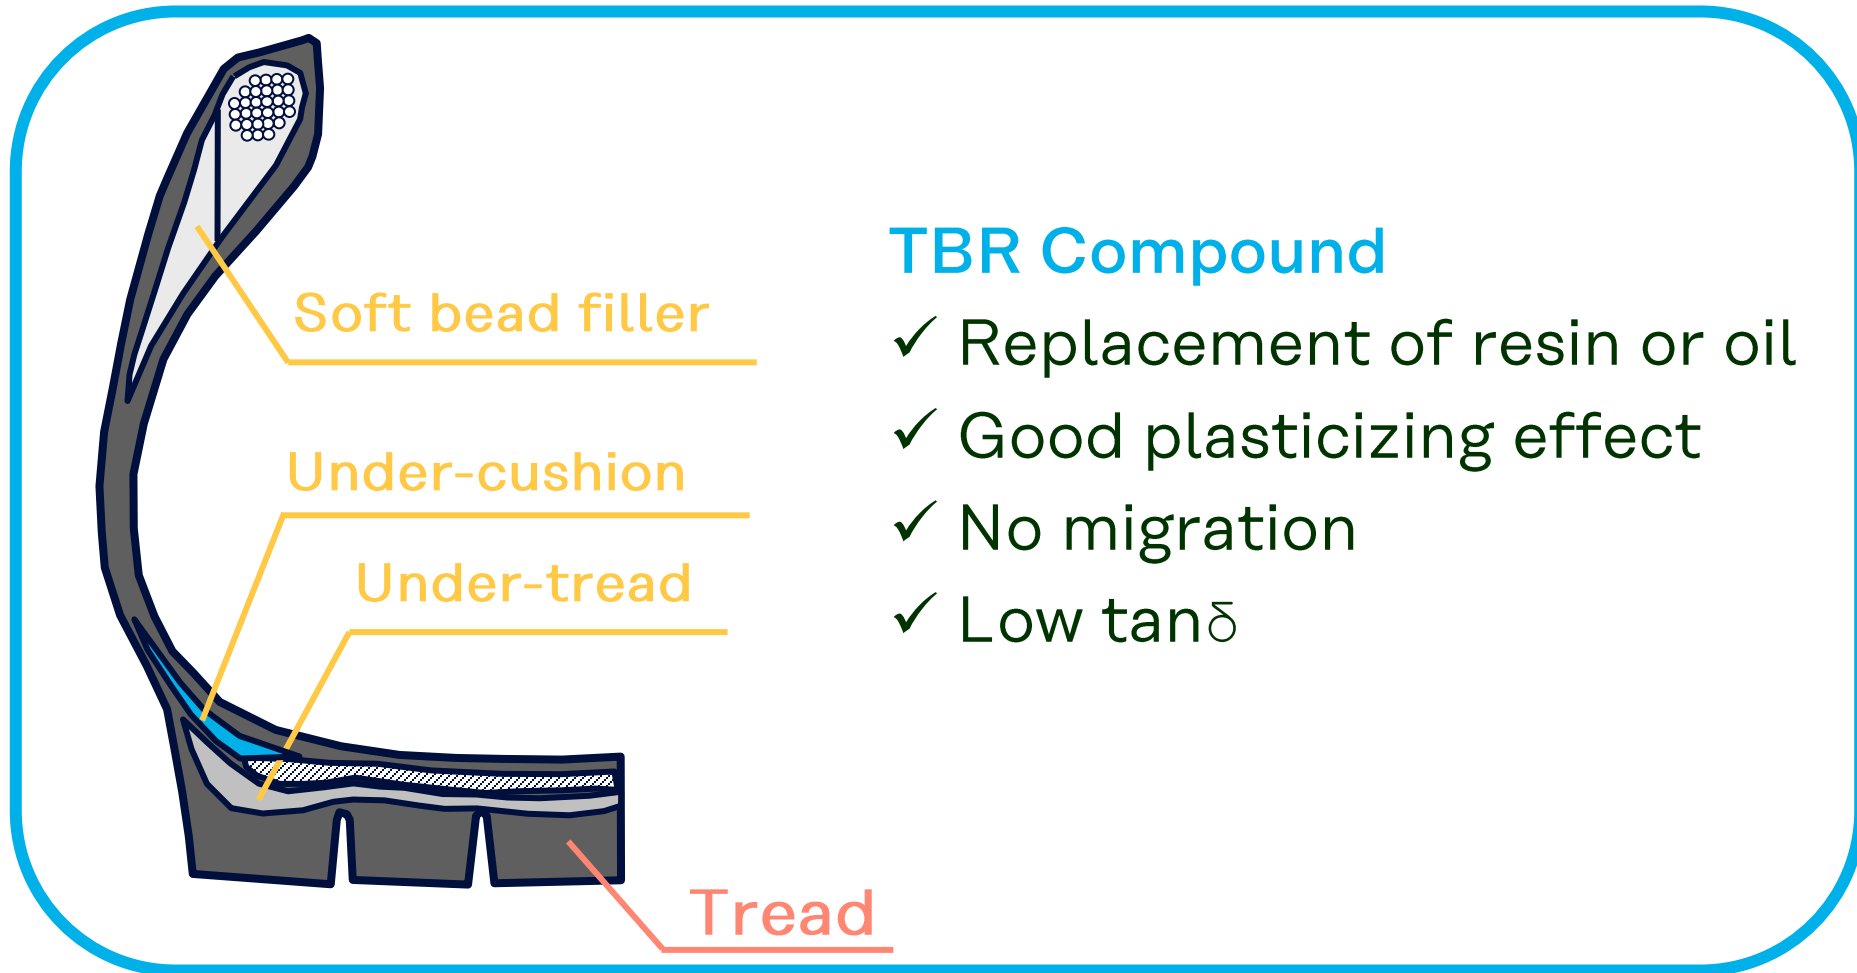 Soft bead filler
Under-cushion
Under-tread
Tread
TBR Compound
✓ Replacement of resin or oil
✓ Good plasticizing effect
✓ No migration
✓ Low tanδ